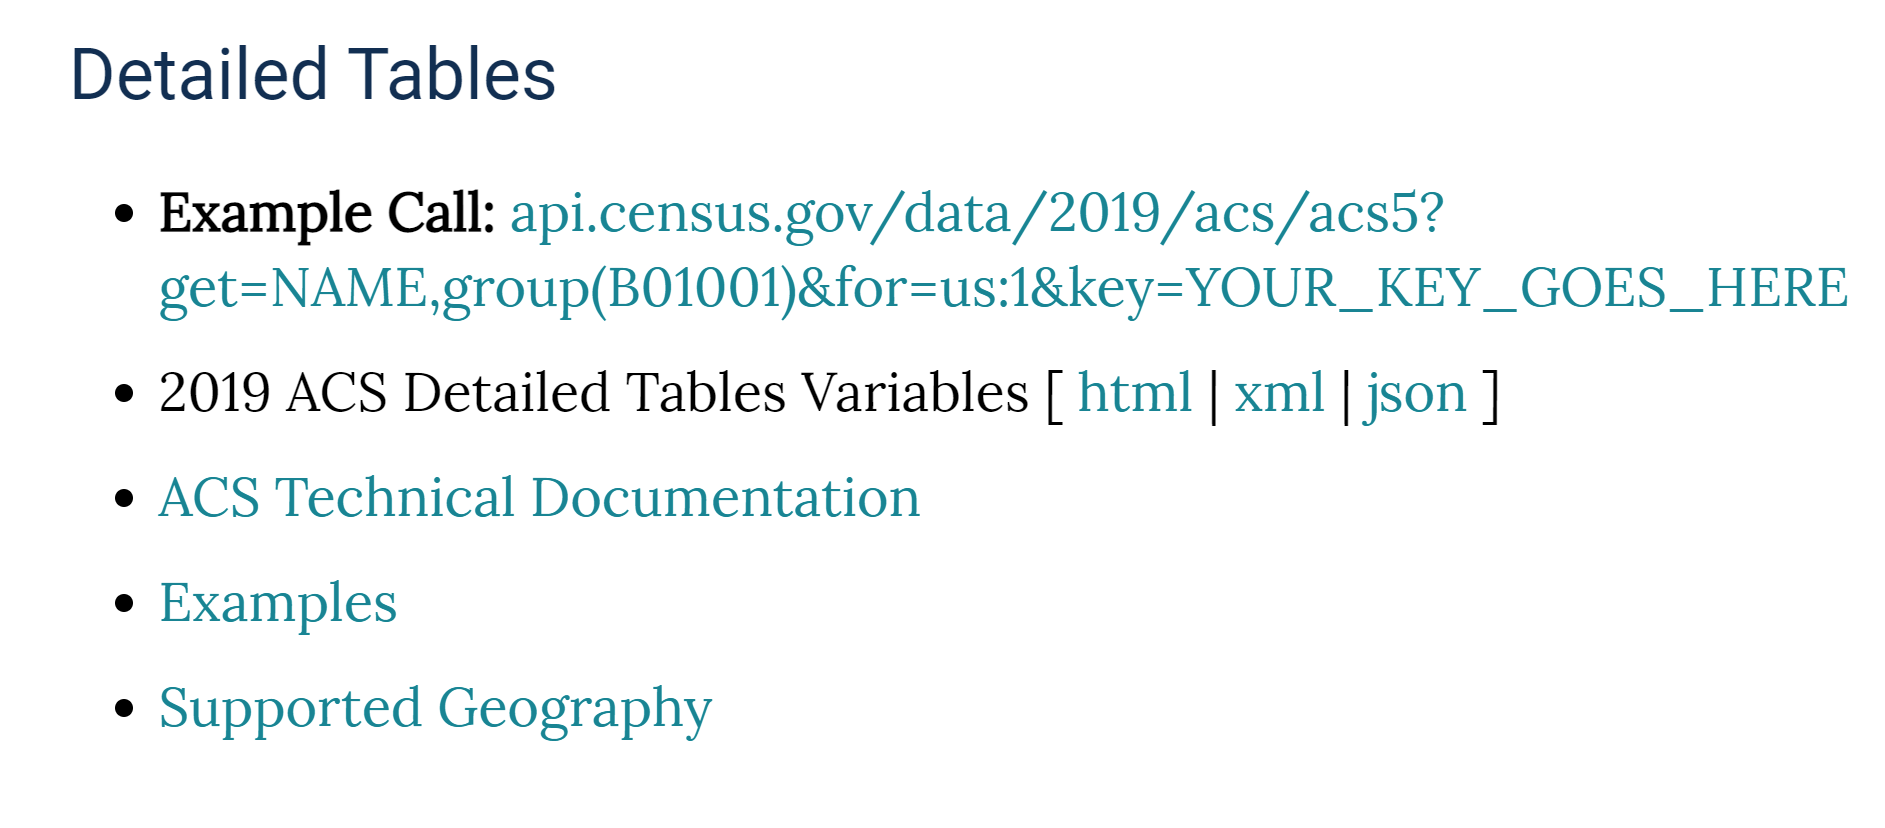 Detailed Tables
Example Call: api.census.gov/data/2019/acs/acs5?
get=NAME,group(B01001)&for=us:1&key=YOUR_KEY_GOES_HERE
2019 ACS Detailed Tables Variables [ html | xml | json ]
ACS Technical Documentation
Examples
Supported Geography